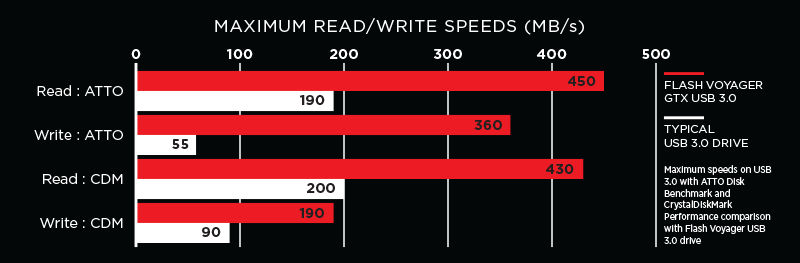 MAXIMUM READ/WRITE SPEEDS (MB/s)
0 100 200 300 400 500
Read : ATTO 450
190
Write : ATTO 360
55
Read : CDM 430
200
Write : CDM 190
90
FLASH VOYAGER
GTX USB 3.0
TYPICAL
USB 3.0 DRIVE
Maximum speeds on USB
3.0 with ATTO Disk
Benchmark and
CrystalDiskMark
Performance comparison
with Flash Voyager USB
3.0 drive